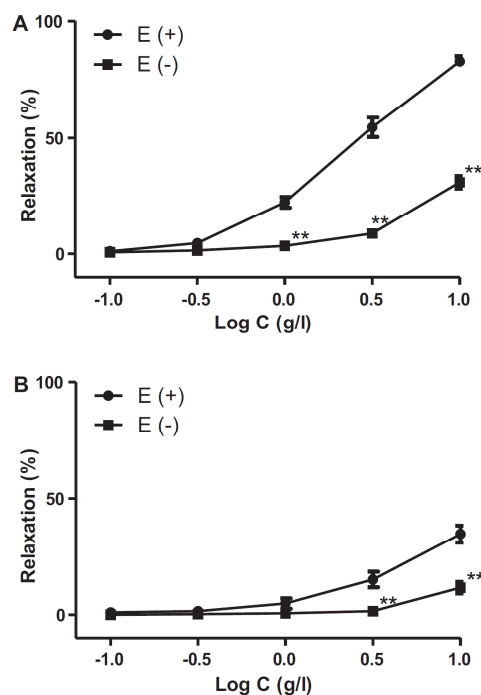 A
100
E (+)
E (-)
Relaxation (%)
50
**
**
**
0
-1.0 -0.5 0.0 0.5 1.0
Log C (g/l)
B
100
E (+)
E (-)
Relaxation (%)
50
**
**
0
-1.0 -0.5 0.0 0.5 1.0
Log C (g/l)